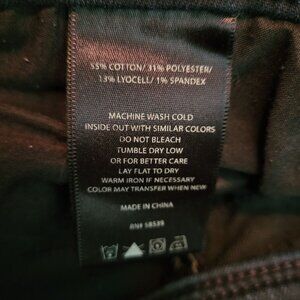 55% COTTON/ 31% POLYESTER/
13% LYOCELL/ 1% SPANDEX
MACHINE WASH COLD
INSIDE OUT WITH SIMILAR COLORS
DO NOT BLEACH
TUMBLE DRY LOW
OR FOR BETTER CARE
LAY FLAT TO DRY
WARM IRON IF NECESSARY
COLOR MAY TRANSFER WHEN NEW
MADE IN CHINA
RN# 58539